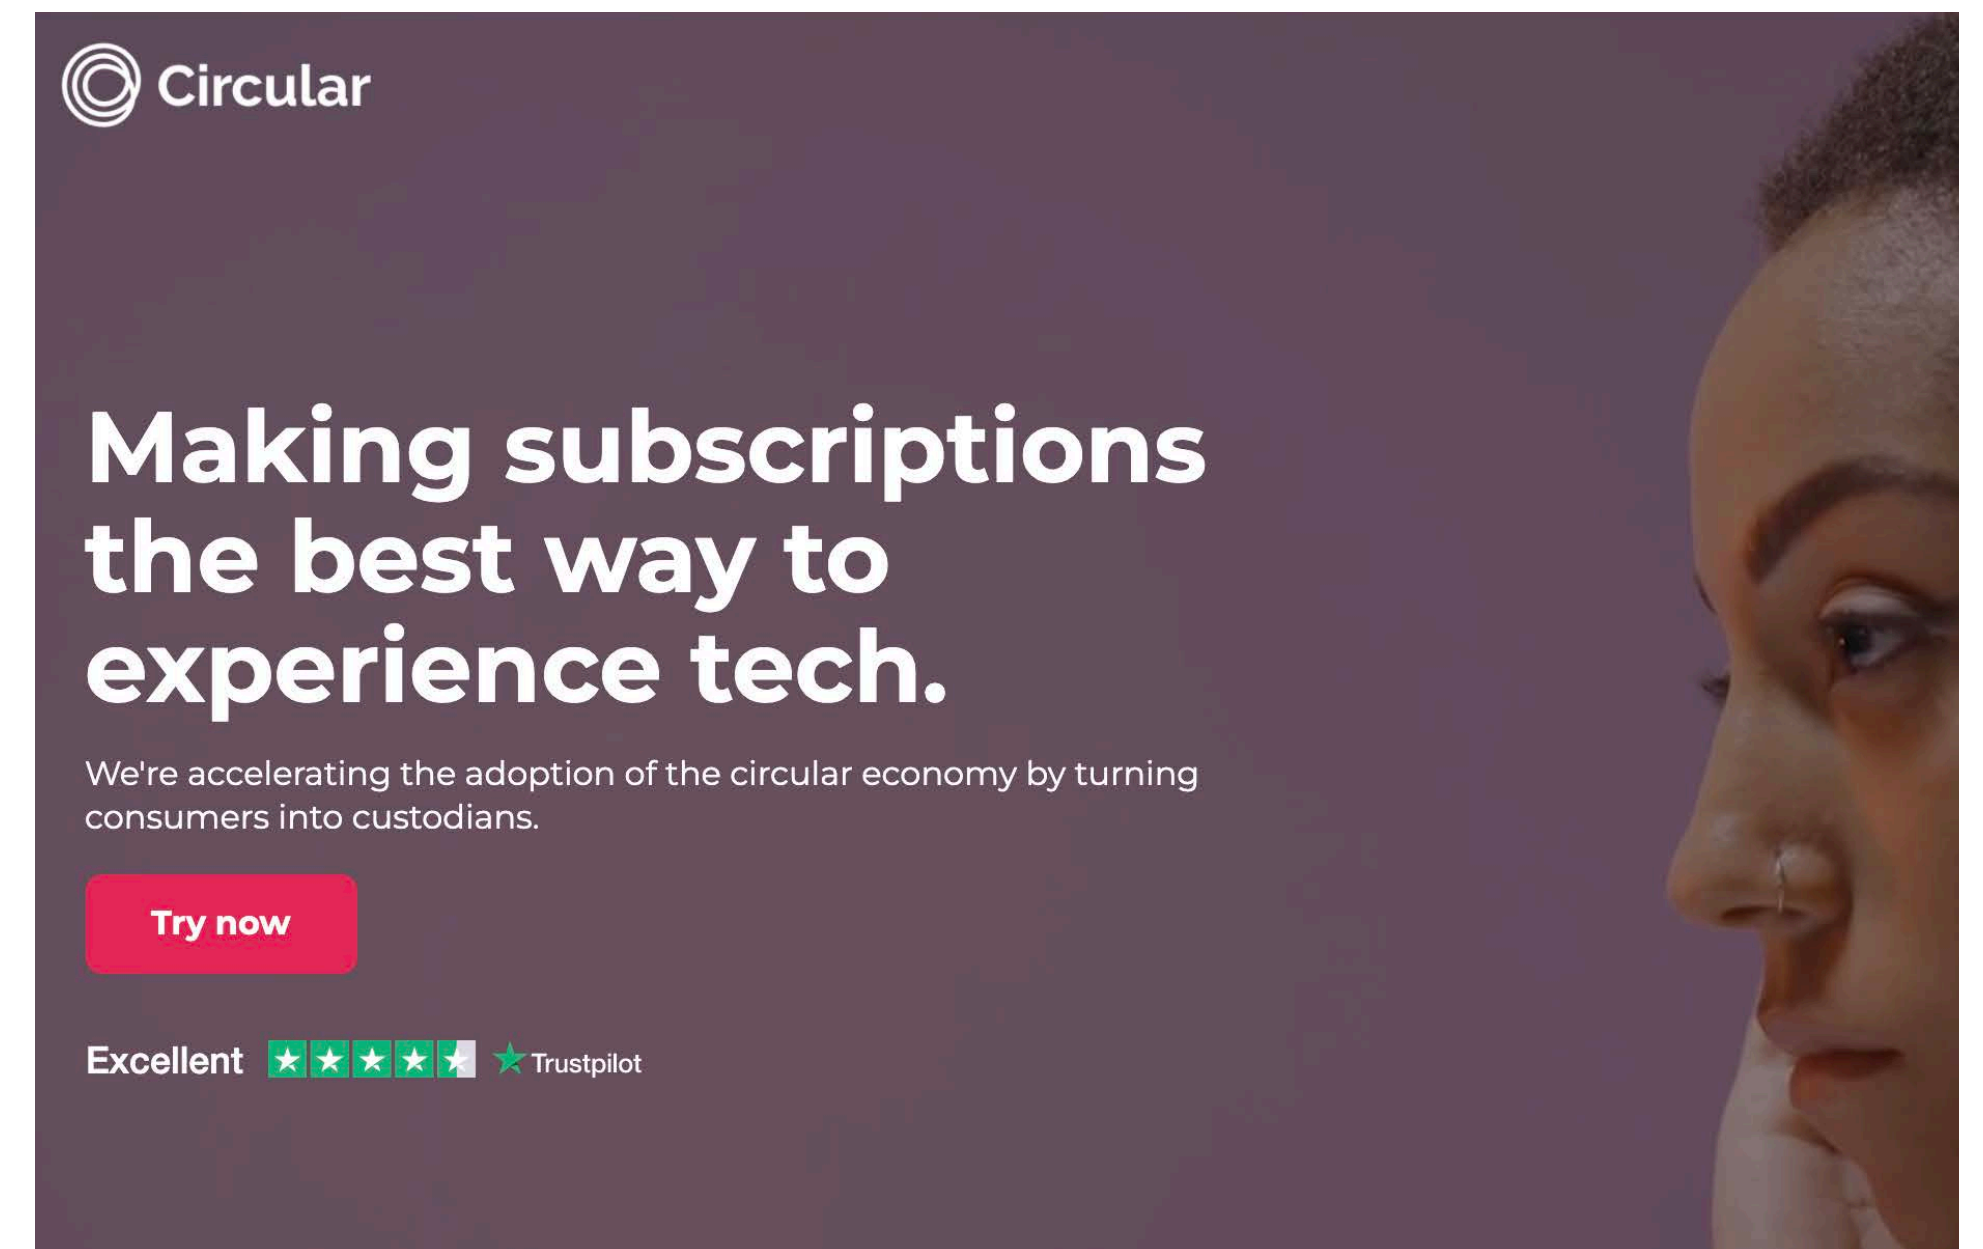 Circular
Making subscriptions
the best way to
experience tech.
We're accelerating the adoption of the circular economy by turning
consumers into custodians.
Try now
Excellent Trustpilot